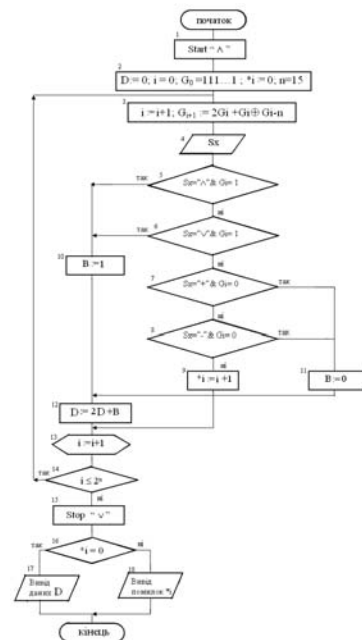 початок
1
Start “ ∧ ”
2
D:= 0; i = 0; G₀ =111…1 ; *i := 0; n=15
3
i :=i+1; Gᵢ₊₁ := 2Gi +Gi⊕ Gi-n
4
Sx
5
так
Sx="∧"& Gi= 1
ні
6
так
Sx="∨"& Gi= 1
ні
10
B:=1
7
так
Sx="+"& Gi= 0
ні
8
так
Sx="-"& Gi= 0
ні
9
*i := i +1
11
B:=0
12
D:= 2D +B
13
i :=i+1
14
так
i ≤ 2ⁿ
ні
15
Stop “ ∨ ”
16
так
*i = 0
ні
17
Вивід
даних D
18
Вивід
помилок *i
кінець